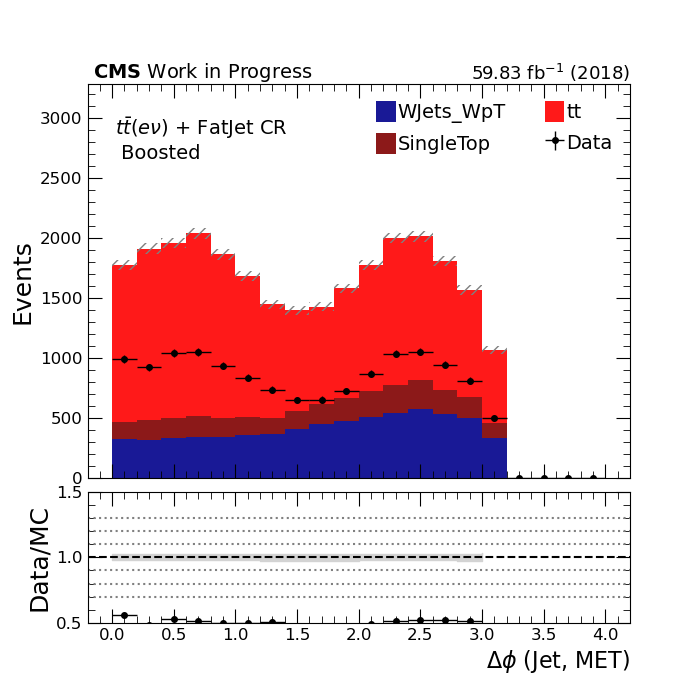 CMS Work in Progress 59.83 fb⁻¹ (2018)
tt̄(eν) + FatJet CR
Boosted
WJets_WpT tt
SingleTop Data
Events
3000
2500
2000
1500
1000
500
0
Data/MC
1.5
1.0
0.5
0.0 0.5 1.0 1.5 2.0 2.5 3.0 3.5 4.0
Δϕ (Jet, MET)